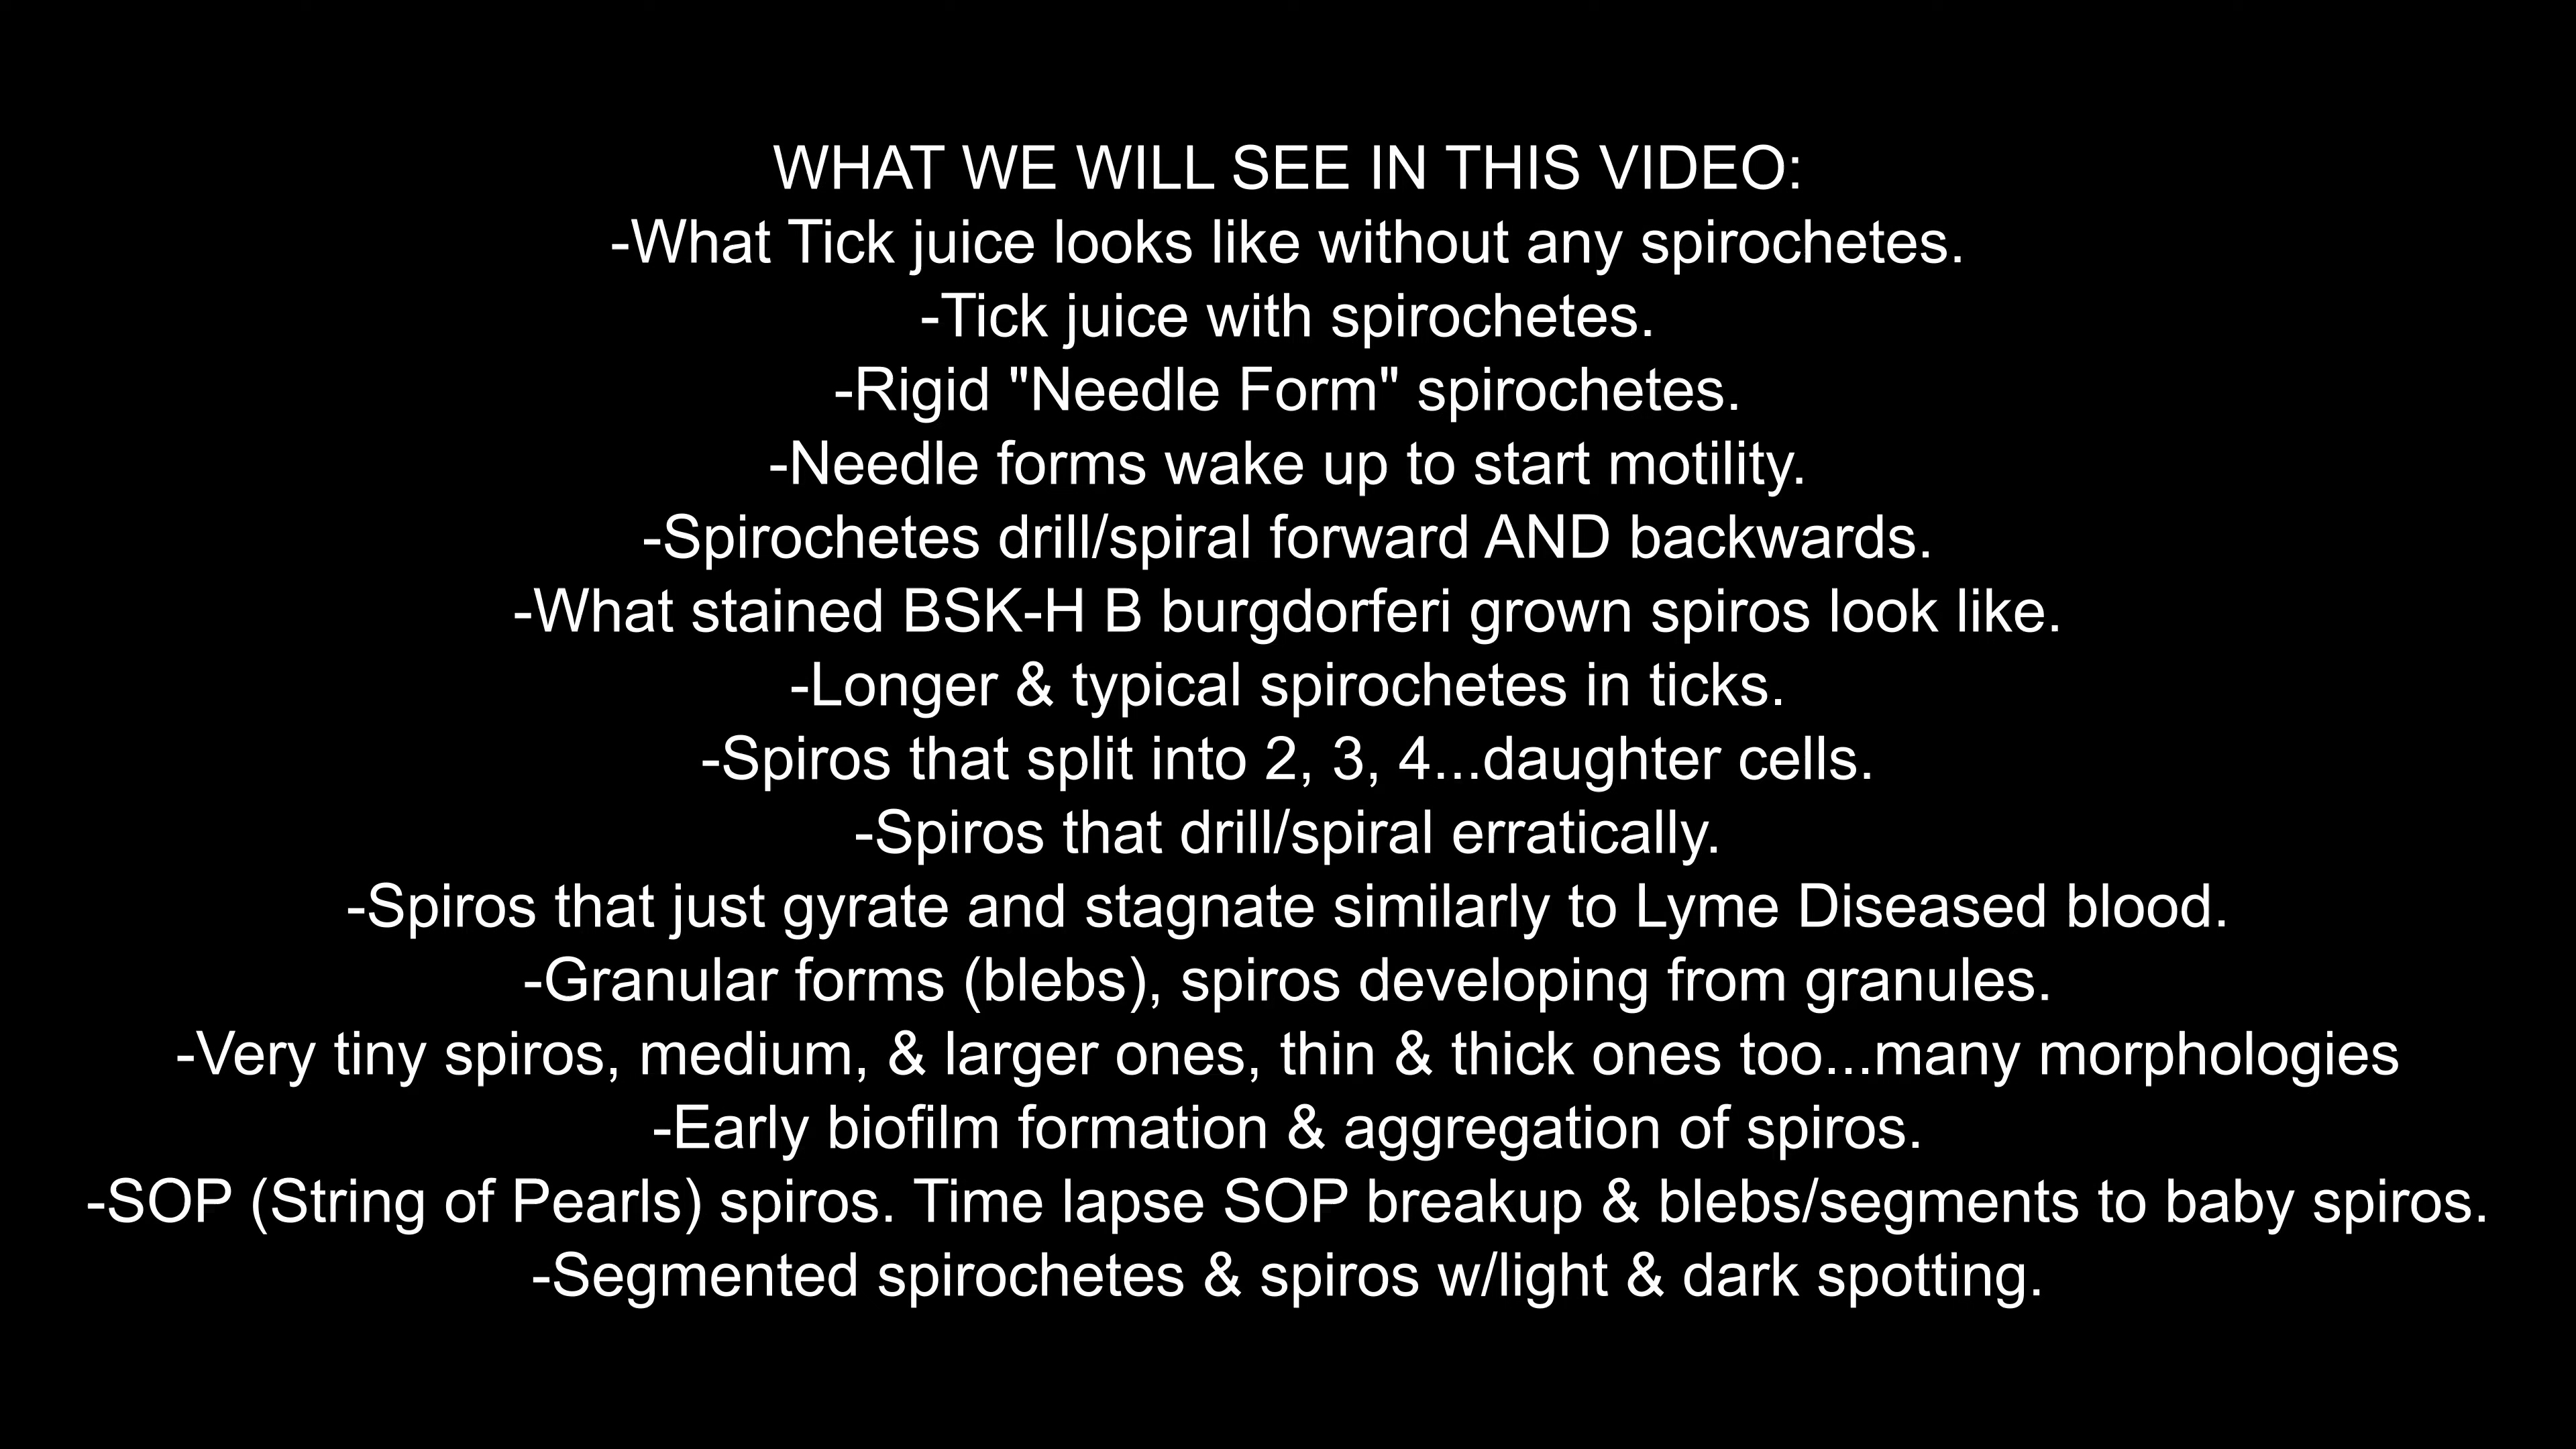 WHAT WE WILL SEE IN THIS VIDEO:
-What Tick juice looks like without any spirochetes.
-Tick juice with spirochetes.
-Rigid "Needle Form" spirochetes.
-Needle forms wake up to start motility.
-Spirochetes drill/spiral forward AND backwards.
-What stained BSK-H B burgdorferi grown spiros look like.
-Longer & typical spirochetes in ticks.
-Spiros that split into 2, 3, 4...daughter cells.
-Spiros that drill/spiral erratically.
-Spiros that just gyrate and stagnate similarly to Lyme Diseased blood.
-Granular forms (blebs), spiros developing from granules.
-Very tiny spiros, medium, & larger ones, thin & thick ones too...many morphologies
-Early biofilm formation & aggregation of spiros.
-SOP (String of Pearls) spiros. Time lapse SOP breakup & blebs/segments to baby spiros.
-Segmented spirochetes & spiros w/light & dark spotting.